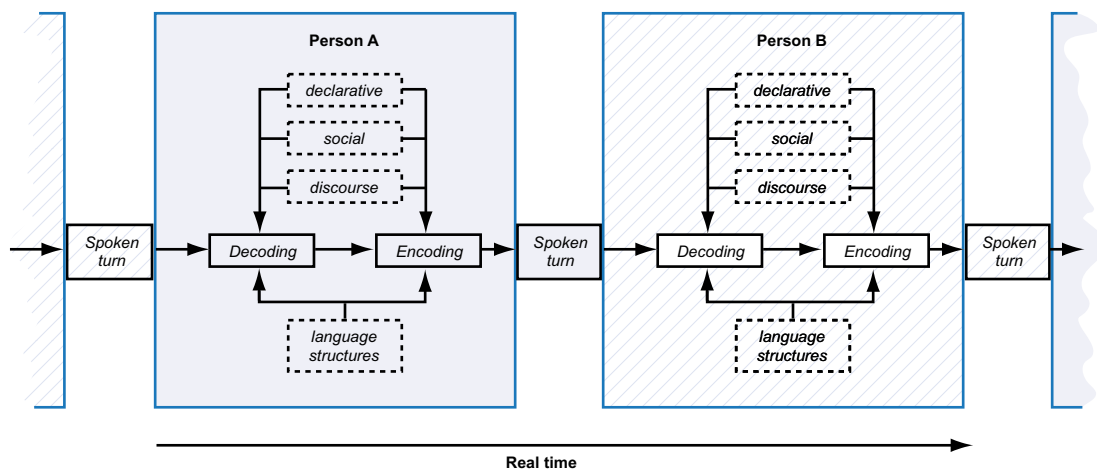 Person A
declarative
social
discourse
Spoken
turn
Decoding
Encoding
language
structures
Spoken
turn
Person B
declarative
social
discourse
Decoding
Encoding
language
structures
Spoken
turn
Real time